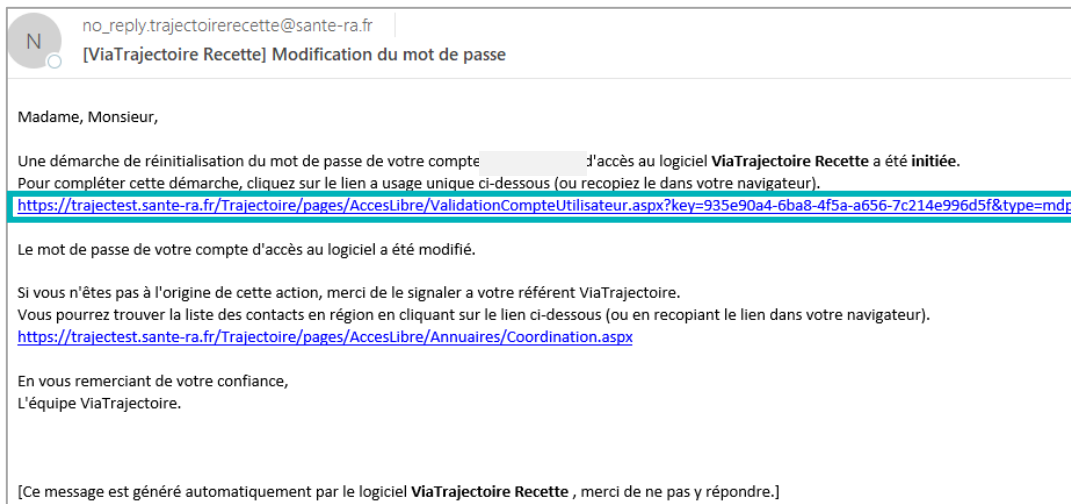 N
no_reply.trajectoirerecette@sante-ra.fr
[ViaTrajectoire Recette] Modification du mot de passe
Madame, Monsieur,
Une démarche de réinitialisation du mot de passe de votre compte d'accès au logiciel ViaTrajectoire Recette a été initiée.
Pour compléter cette démarche, cliquez sur le lien a usage unique ci-dessous (ou recopiez le dans votre navigateur).
https://trajectest.sante-ra.fr/Trajectoire/pages/AccesLibre/ValidationCompteUtilisateur.aspx?key=935e90a4-6ba8-4f5a-a656-7c214e996d5f&type=mdp
Le mot de passe de votre compte d'accès au logiciel a été modifié.
Si vous n'êtes pas à l'origine de cette action, merci de le signaler a votre référent ViaTrajectoire.
Vous pourrez trouver la liste des contacts en région en cliquant sur le lien ci-dessous (ou en recopiant le lien dans votre navigateur).
https://trajectest.sante-ra.fr/Trajectoire/pages/AccesLibre/Annuaires/Coordination.aspx
En vous remerciant de votre confiance,
L'équipe ViaTrajectoire.
[Ce message est généré automatiquement par le logiciel ViaTrajectoire Recette , merci de ne pas y répondre.]